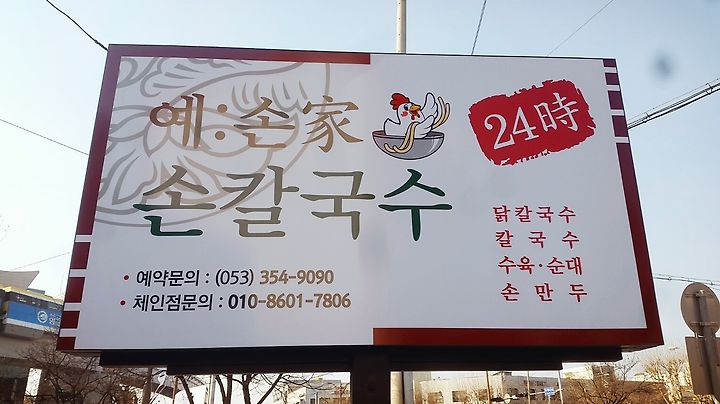 예:손家
24時
손칼국수
닭칼국수
칼국수
수육·순대
손만두
• 예약문의 : (053) 354-9090
• 체인점문의 : 010-8601-7806